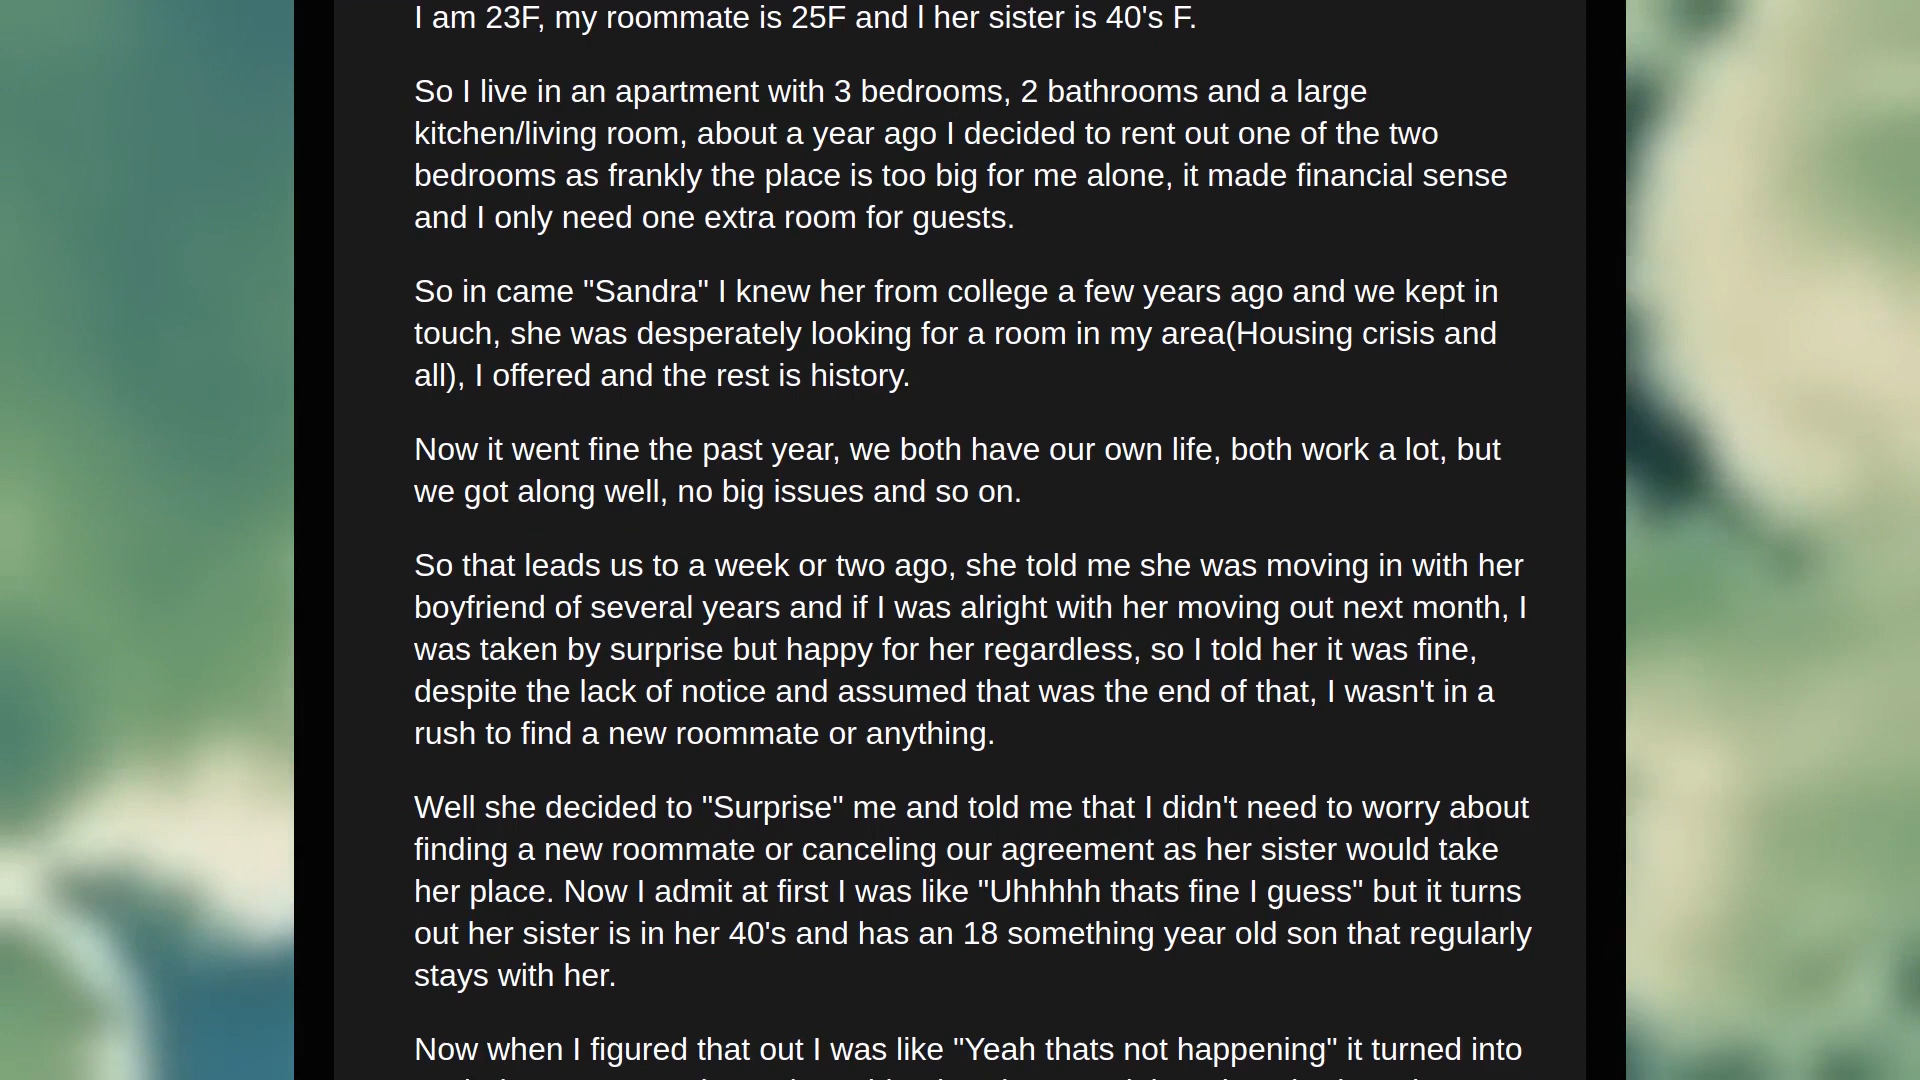 I am 23F, my roommate is 25F and l her sister is 40's F.
So I live in an apartment with 3 bedrooms, 2 bathrooms and a large
kitchen/living room, about a year ago I decided to rent out one of the two
bedrooms as frankly the place is too big for me alone, it made financial sense
and I only need one extra room for guests.
So in came "Sandra" I knew her from college a few years ago and we kept in
touch, she was desperately looking for a room in my area(Housing crisis and
all), I offered and the rest is history.
Now it went fine the past year, we both have our own life, both work a lot, but
we got along well, no big issues and so on.
So that leads us to a week or two ago, she told me she was moving in with her
boyfriend of several years and if I was alright with her moving out next month, I
was taken by surprise but happy for her regardless, so I told her it was fine,
despite the lack of notice and assumed that was the end of that, I wasn't in a
rush to find a new roommate or anything.
Well she decided to "Surprise" me and told me that I didn't need to worry about
finding a new roommate or canceling our agreement as her sister would take
her place. Now I admit at first I was like "Uhhhhh thats fine I guess" but it turns
out her sister is in her 40's and has an 18 something year old son that regularly
stays with her.
Now when I figured that out I was like "Yeah thats not happening" it turned into